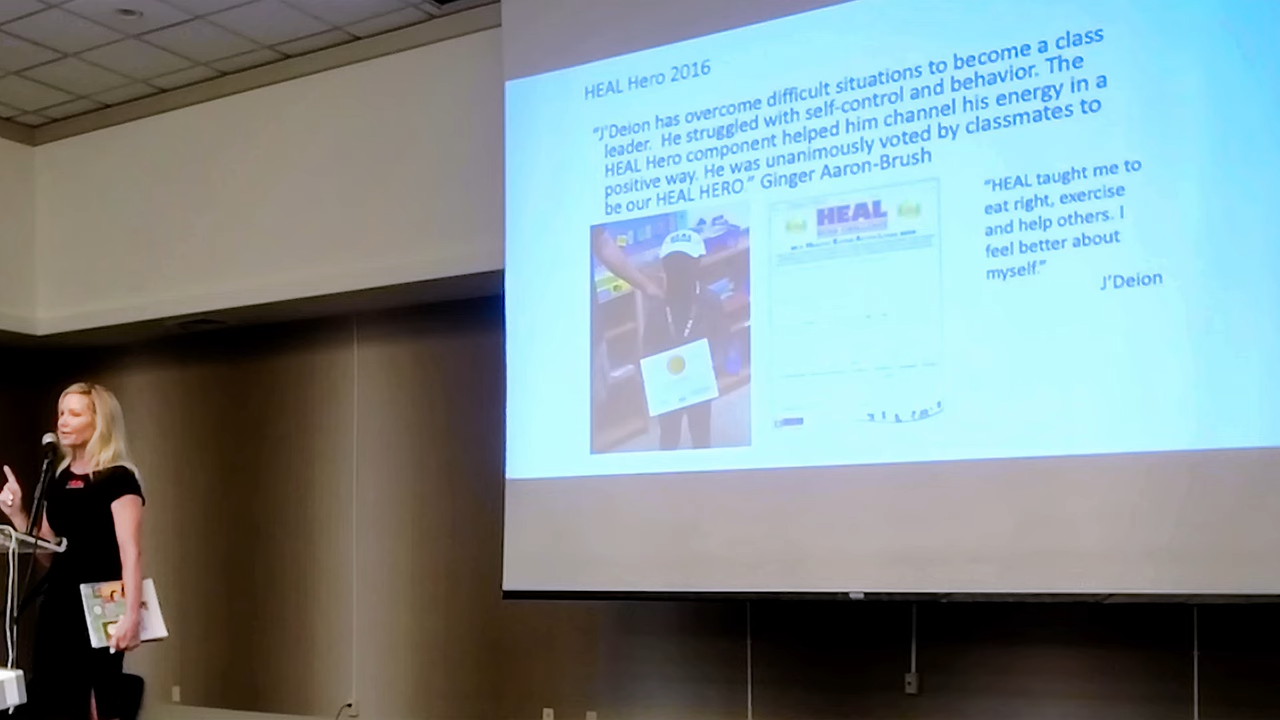 HEAL Hero 2016
"J'Deion has overcome difficult situations to become a class
leader. He struggled with self-control and behavior. The
HEAL Hero component helped him channel his energy in a
positive way. He was unanimously voted by classmates to
be our HEAL HERO." Ginger Aaron-Brush
"HEAL taught me to
eat right, exercise
and help others. I
feel better about
myself."
J'Deion
HEAL
HEAL